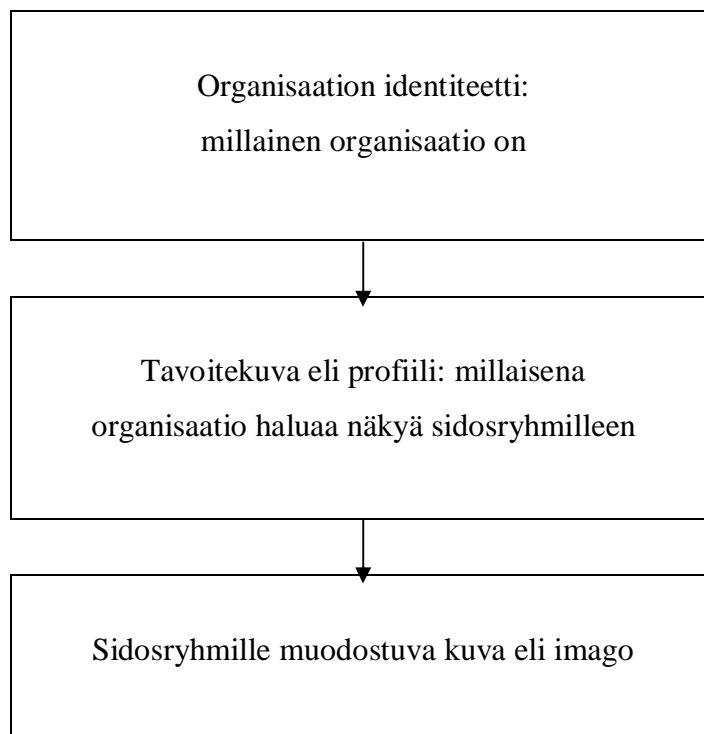 Organisaation identiteetti:
millainen organisaatio on
Tavoitekuva eli profiili: millaisena
organisaatio haluaa näkyä sidosryhmilleen
Sidosryhmille muodostuva kuva eli imago